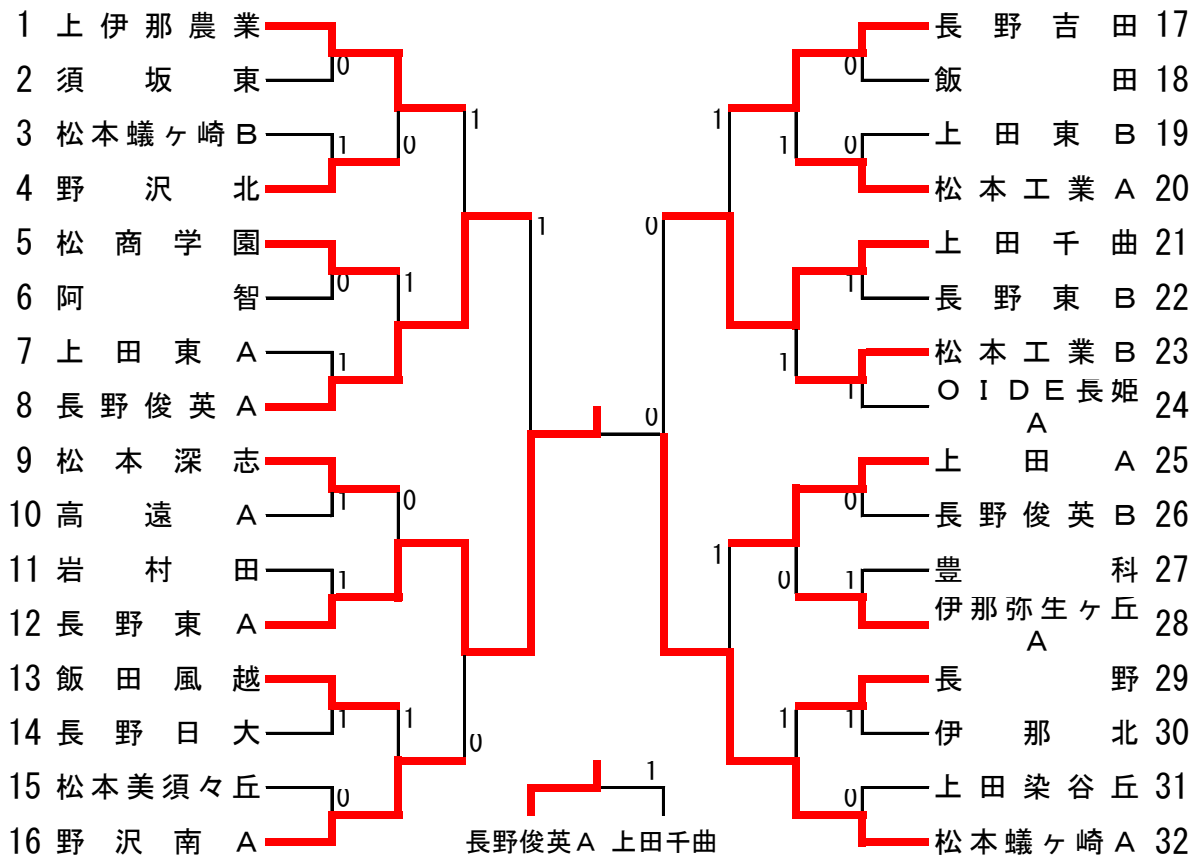 1 上伊那農業
2 須坂東
3 松本蟻ヶ崎B
4 野沢北
5 松商学園
6 阿智
7 上田東A
8 長野俊英A
9 松本深志
10 高遠A
11 岩村田
12 長野東A
13 飯田風越
14 長野日大
15 松本美須々丘
16 野沢南A
0
1
0
1
0
1
1
1
1
1
0
1
0
1
1
0
0
1
長野俊英A 上田千曲
0
0
1
1
0
0
1
1
1
1
0
0
1
1
1
0
長野吉田 17
飯田 18
上田東B 19
松本工業A 20
上田千曲 21
長野東B 22
松本工業B 23
OIDE長姫
A 24
上田A 25
長野俊英B 26
豊科 27
伊那弥生ヶ丘
A 28
長野 29
伊那北 30
上田染谷丘 31
松本蟻ヶ崎A 32